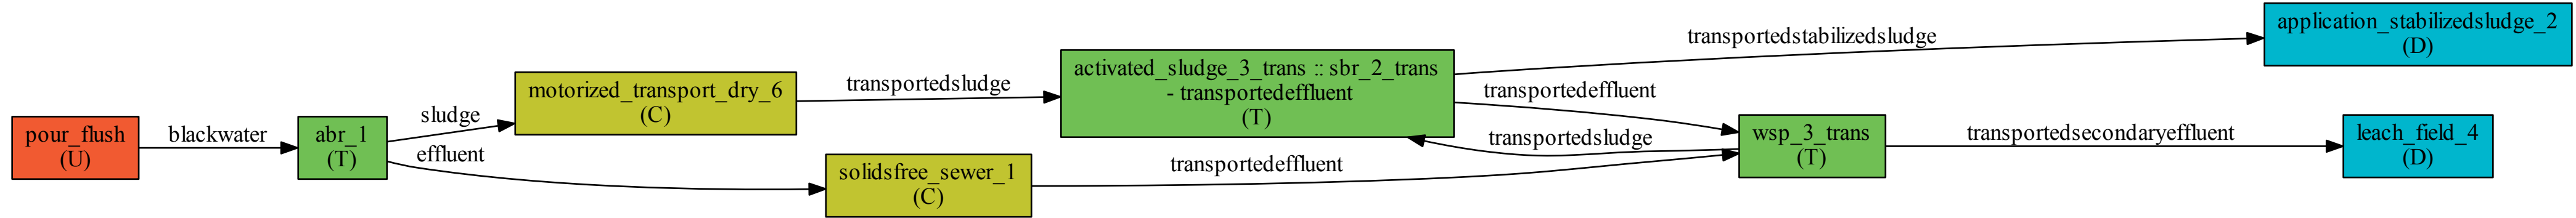 pour_flush
(U)
blackwater
abr_1
(T)
sludge
effluent
motorized_transport_dry_6
(C)
solidsfree_sewer_1
(C)
transportedsludge
transportedeffluent
activated_sludge_3_trans :: sbr_2_trans
- transportedeffluent
(T)
transportedstabilizedsludge
transportedeffluent
transportedsludge
wsp_3_trans
(T)
transportedsecondaryeffluent
application_stabilizedsludge_2
(D)
leach_field_4
(D)